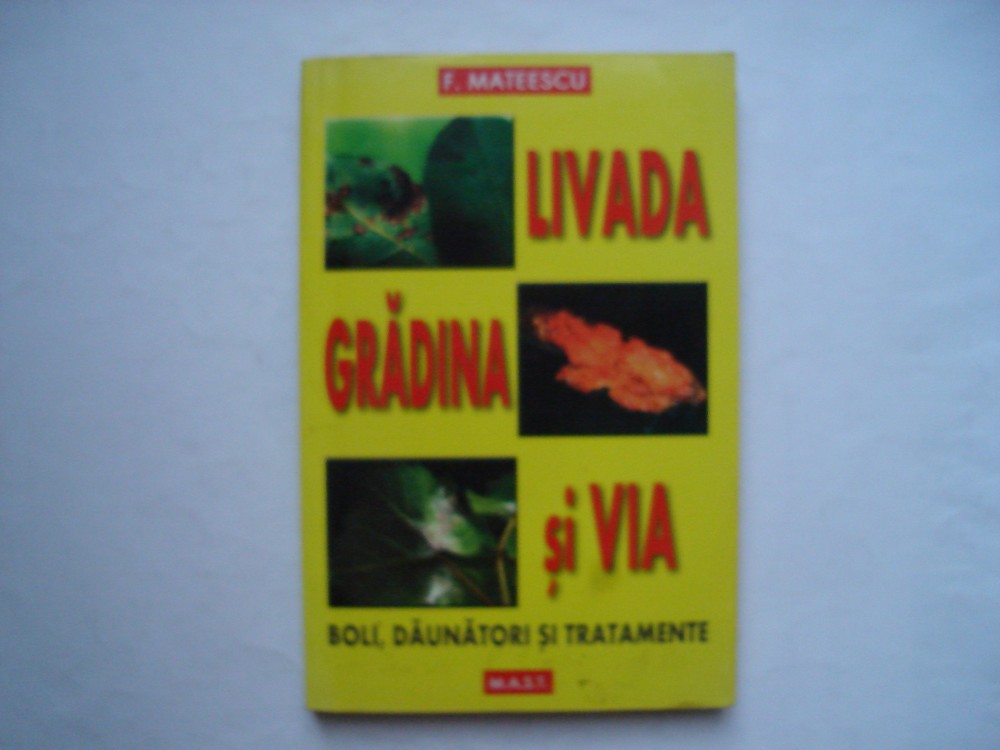 F. MATEESCU
LIVADA
GRĂDINA
și VIA
BOLI, DĂUNĂTORI ȘI TRATAMENTE
M.A.S.T.